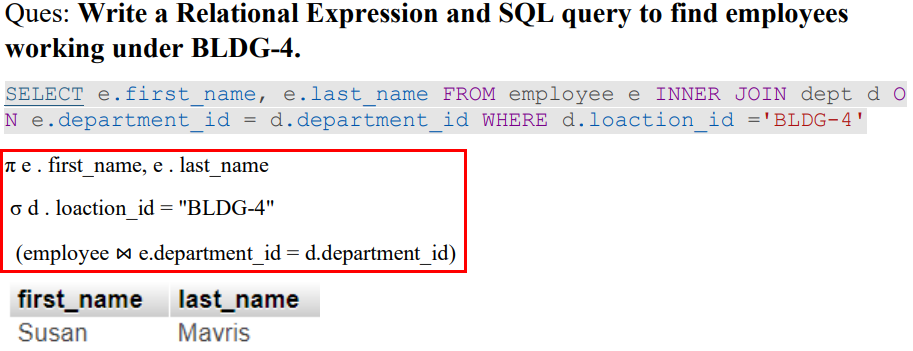 Ques: Write a Relational Expression and SQL query to find employees
working under BLDG-4.
SELECT e.first_name, e.last_name FROM employee e INNER JOIN dept d O
N e.department_id = d.department_id WHERE d.loaction_id ='BLDG-4'
π e . first_name, e . last_name
σ d . loaction_id = "BLDG-4"
(employee ⋈ e.department_id = d.department_id)
first_name last_name
Susan Mavris